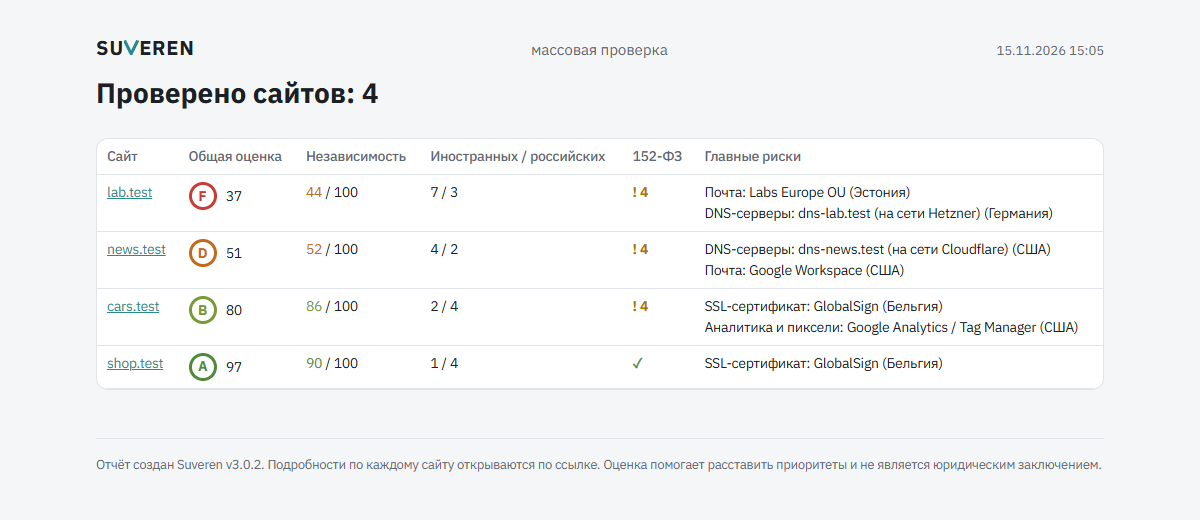 SUVEREN массовая проверка 15.11.2026 15:05
Проверено сайтов: 4
Сайт Общая оценка Независимость Иностранных / российских 152-ФЗ Главные риски
lab.test F 37 44 / 100 7 / 3 ! 4 Почта: Labs Europe OU (Эстония)
DNS-серверы: dns-lab.test (на сети Hetzner) (Германия)
news.test D 51 52 / 100 4 / 2 ! 4 DNS-серверы: dns-news.test (на сети Cloudflare) (США)
Почта: Google Workspace (США)
cars.test B 80 86 / 100 2 / 4 ! 4 SSL-сертификат: GlobalSign (Бельгия)
Аналитика и пиксели: Google Analytics / Tag Manager (США)
shop.test A 97 90 / 100 1 / 4 ✓ SSL-сертификат: GlobalSign (Бельгия)
Отчёт создан Suveren v3.0.2. Подробности по каждому сайту открываются по ссылке. Оценка помогает расставить приоритеты и не является юридическим заключением.